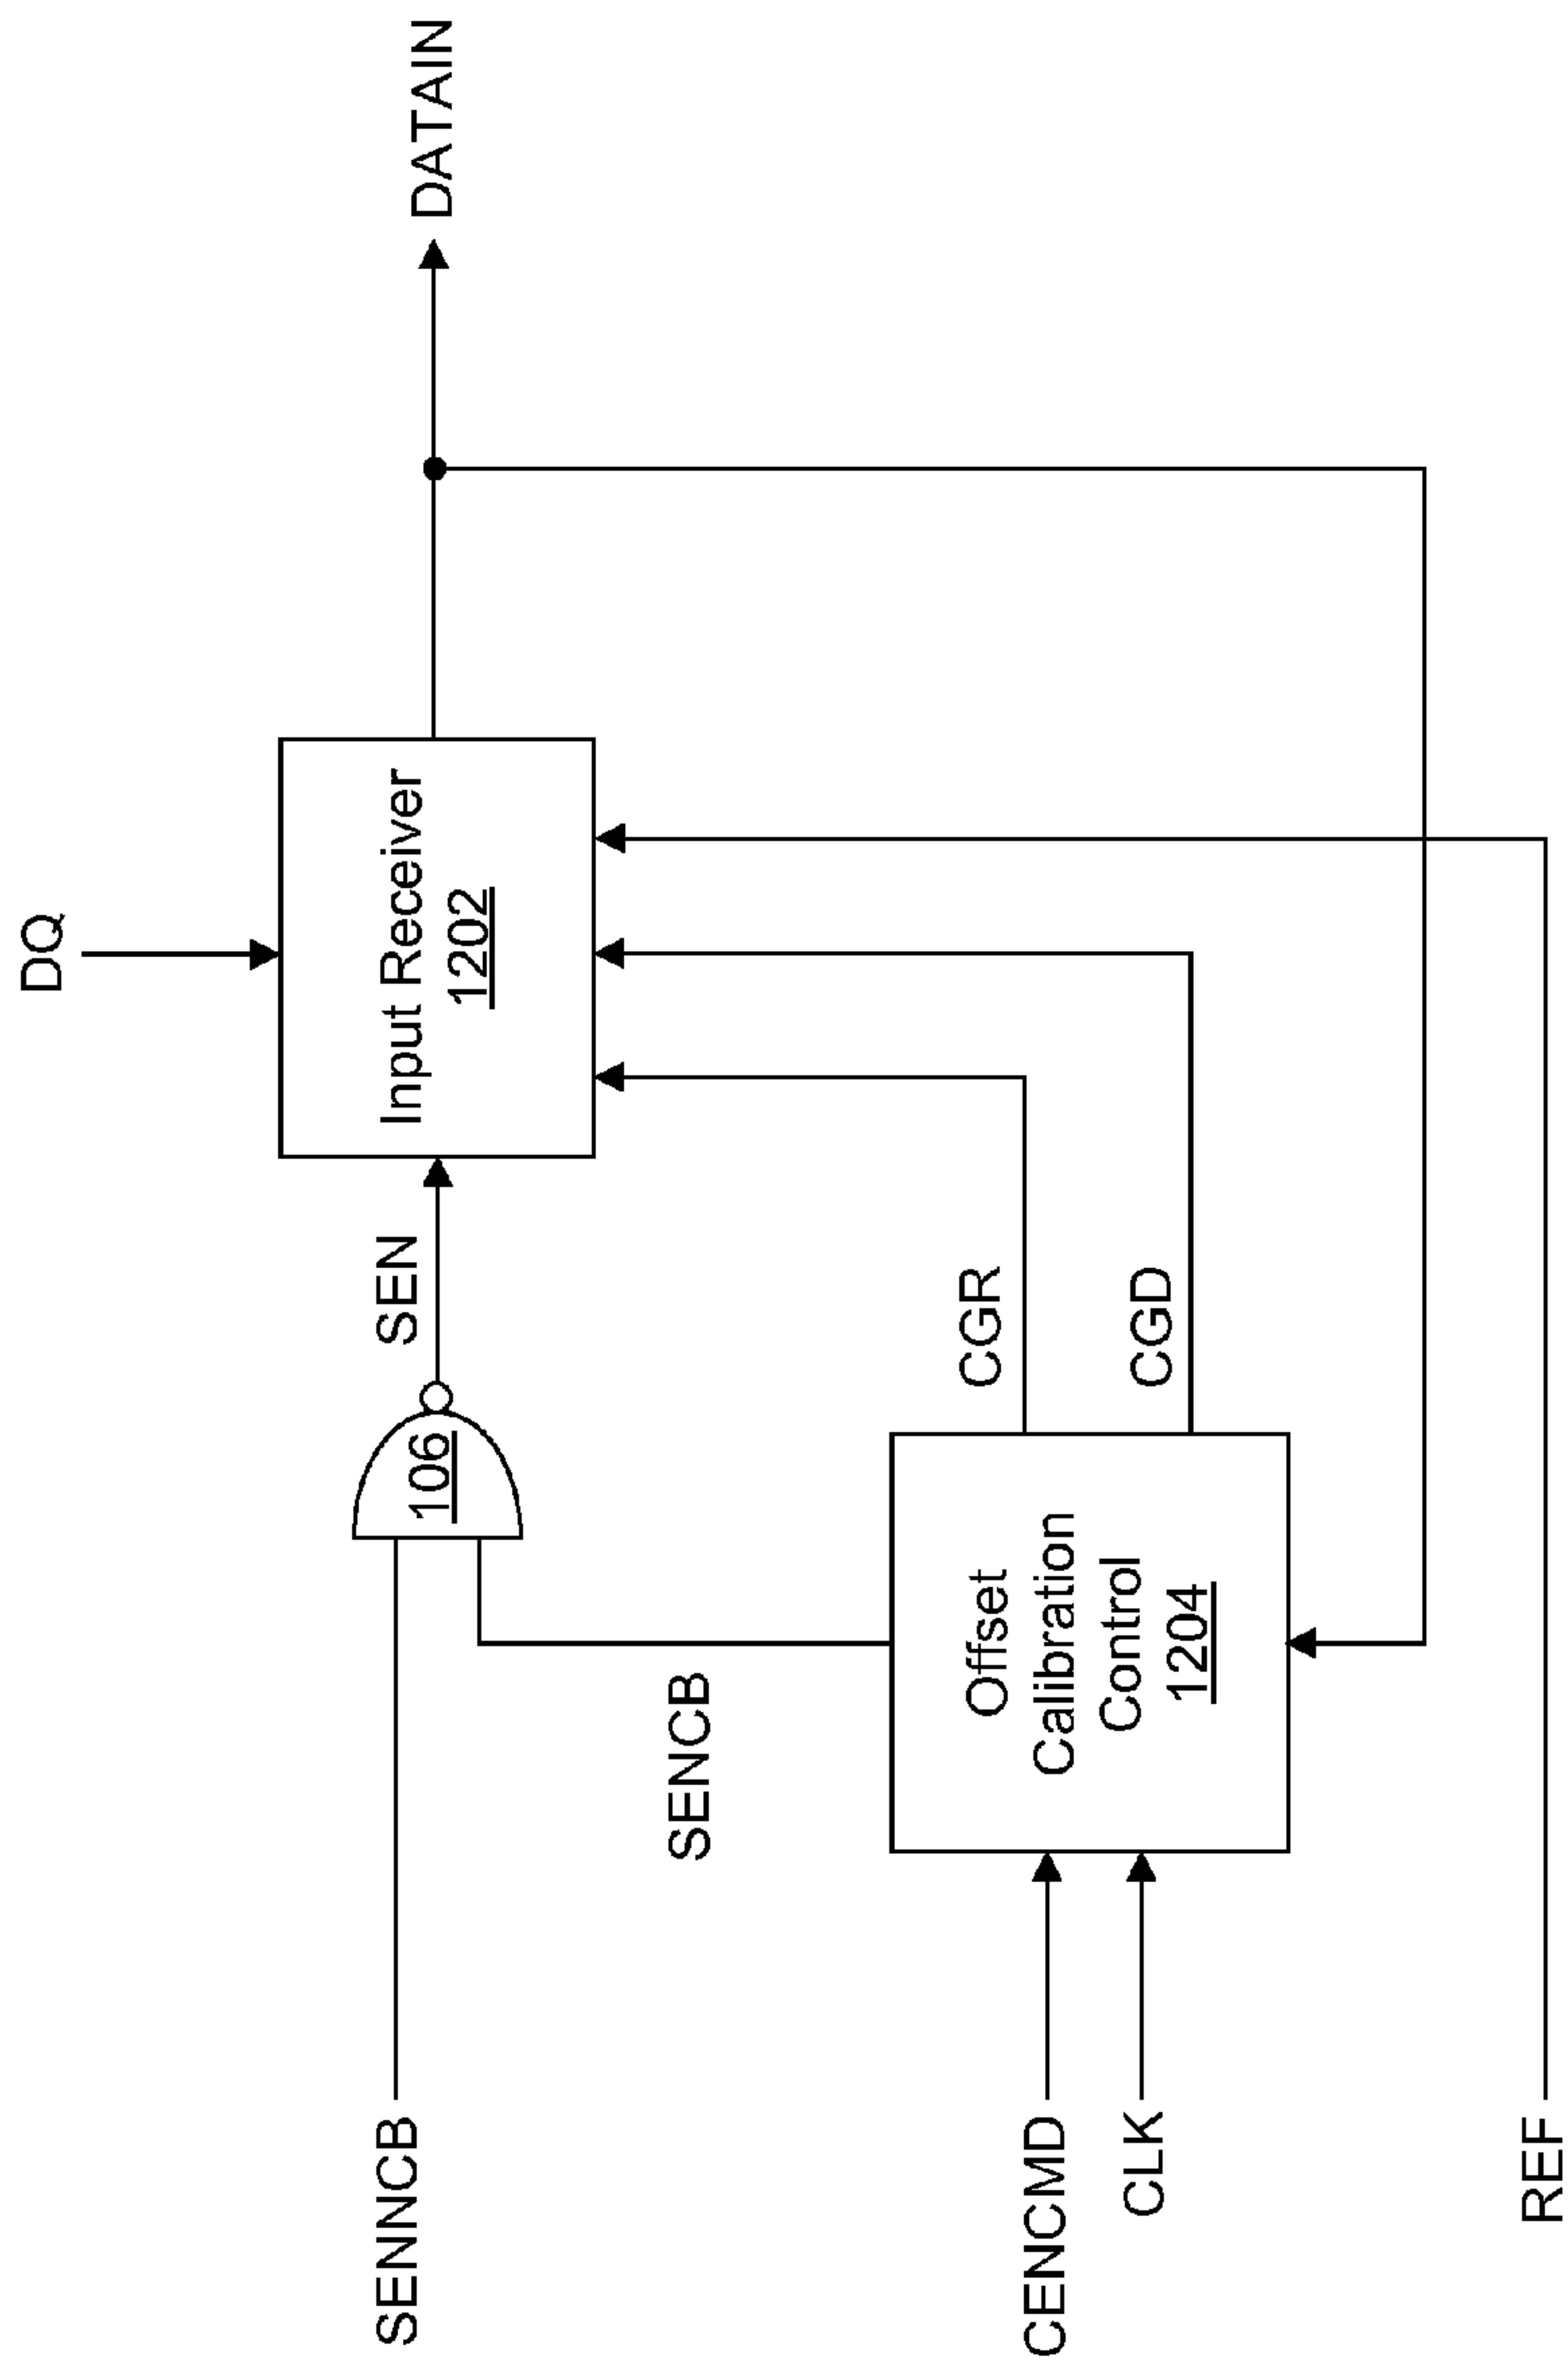 DQ
SENNCB
106
SEN
Input Receiver
1202
DATAIN
SENCB
CGR
CGD
Offset
Calibration
Control
1204
CENCMD
CLK
REF